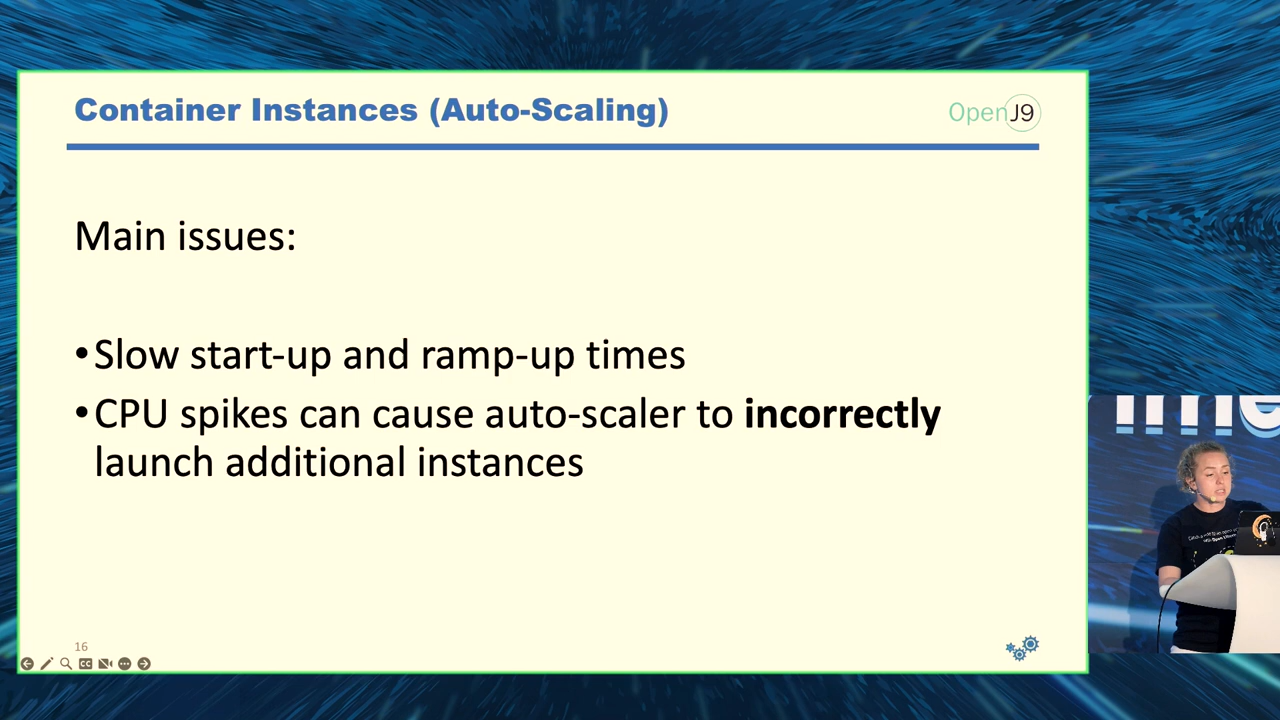 Container Instances (Auto-Scaling)
OpenJ9
Main issues:
•Slow start-up and ramp-up times
•CPU spikes can cause auto-scaler to incorrectly
launch additional instances
16
CC